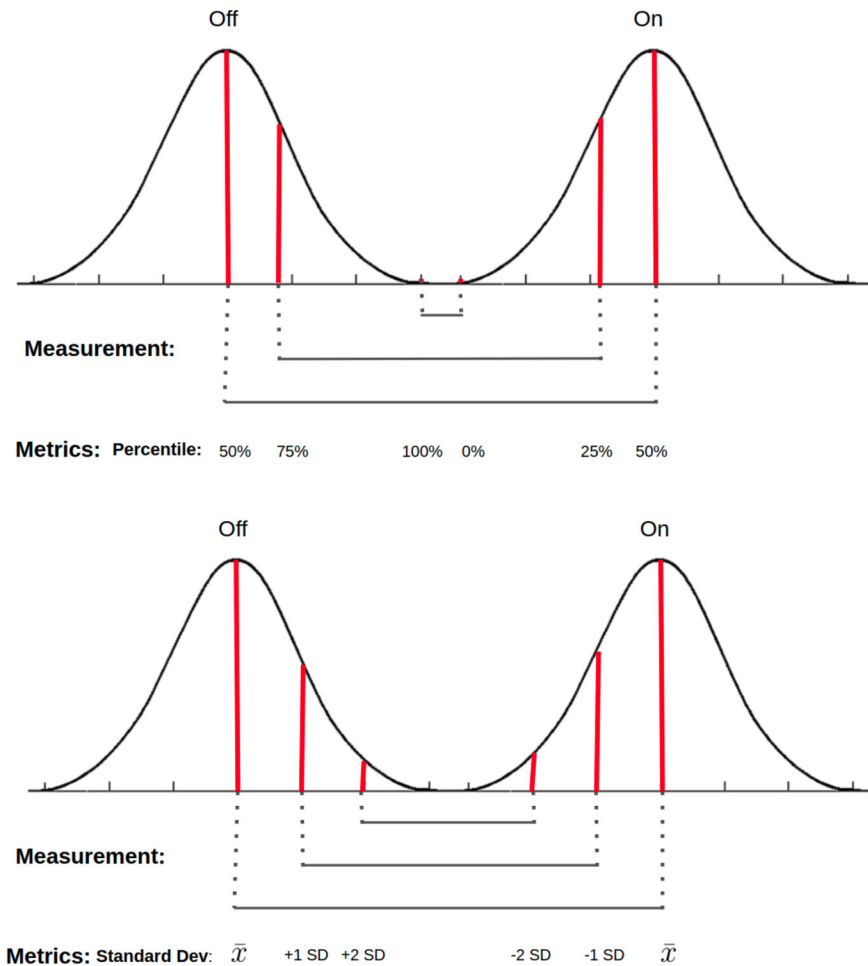 Off On
Measurement:
Metrics: Percentile: 50% 75% 100% 0% 25% 50%
Off On
Measurement:
Metrics: Standard Dev: x̄ +1 SD +2 SD -2 SD -1 SD x̄